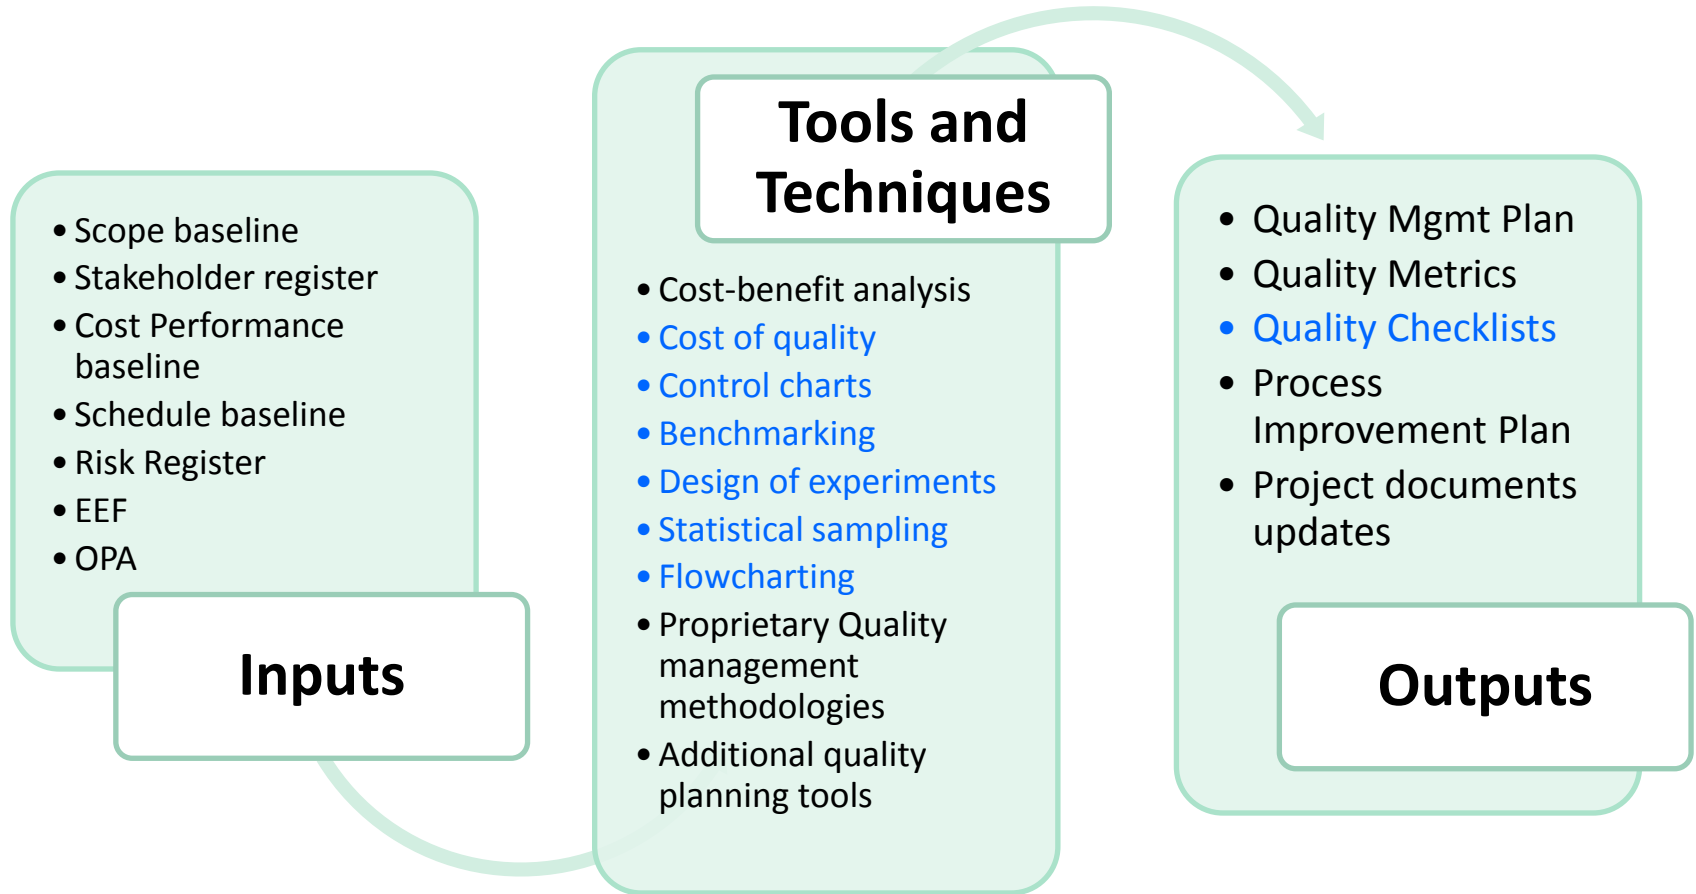 • Scope baseline
• Stakeholder register
• Cost Performance
baseline
• Schedule baseline
• Risk Register
• EEF
• OPA
Inputs
Tools and
Techniques
• Cost-benefit analysis
• Cost of quality
• Control charts
• Benchmarking
• Design of experiments
• Statistical sampling
• Flowcharting
• Proprietary Quality
management
methodologies
• Additional quality
planning tools
• Quality Mgmt Plan
• Quality Metrics
• Quality Checklists
• Process
Improvement Plan
• Project documents
updates
Outputs